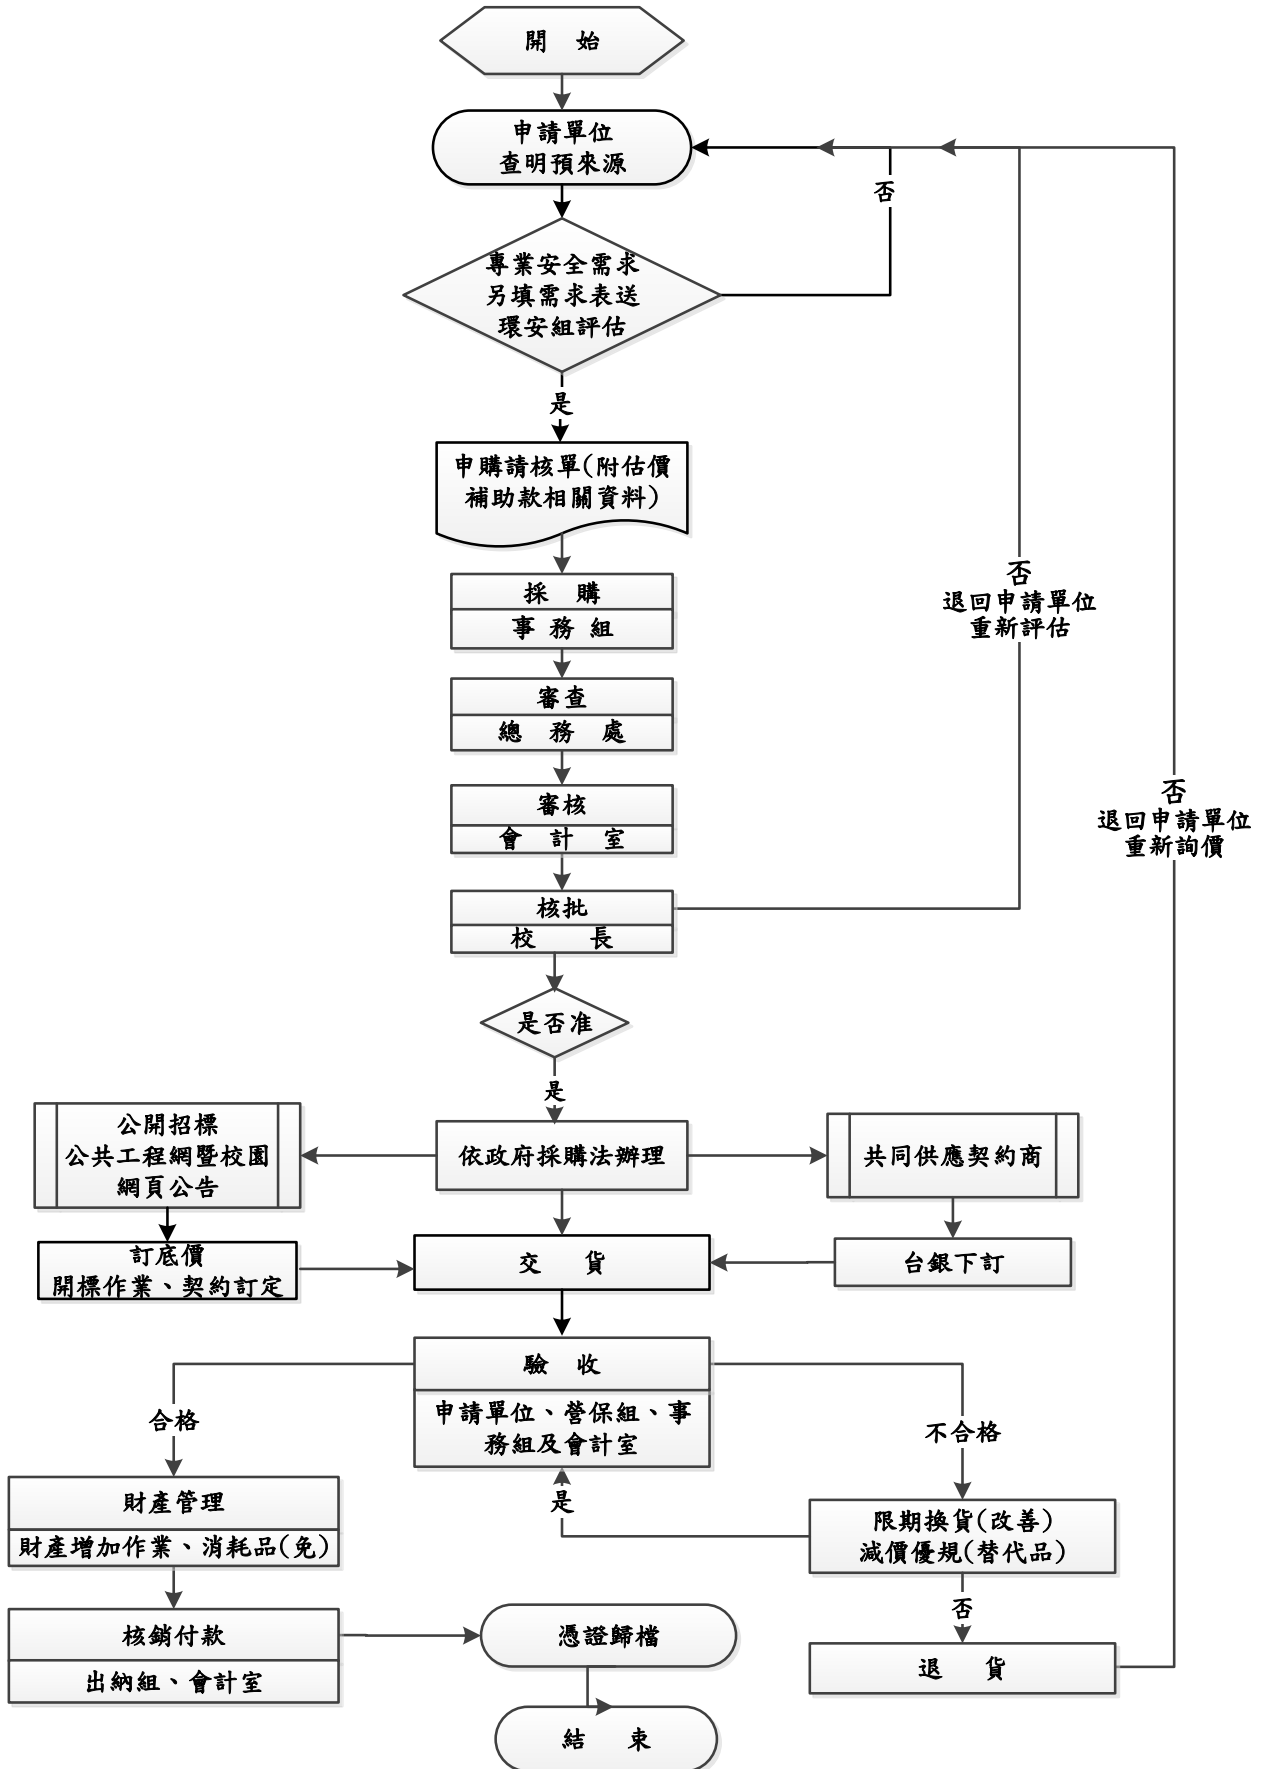 開　始
申請單位
查明預來源
否
專業安全需求
另填需求表送
環安組評估
是
申購請核單(附估價
補助款相關資料)
採　購
事 務 組
否
退回申請單位
重新評估
審查
總　務　處
審核
會　計　室
否
退回申請單位
重新詢價
核批
校　　長
是否准
是
公開招標
公共工程網暨校園
網頁公告
依政府採購法辦理
共同供應契約商
訂底價
開標作業、契約訂定
交　貨
台銀下訂
驗　收
申請單位、營保組、事
務組及會計室
合格
不合格
財產管理
財產增加作業、消耗品(免)
是
限期換貨(改善)
減價優規(替代品)
否
核銷付款
出納組、會計室
憑證歸檔
退　貨
結　束